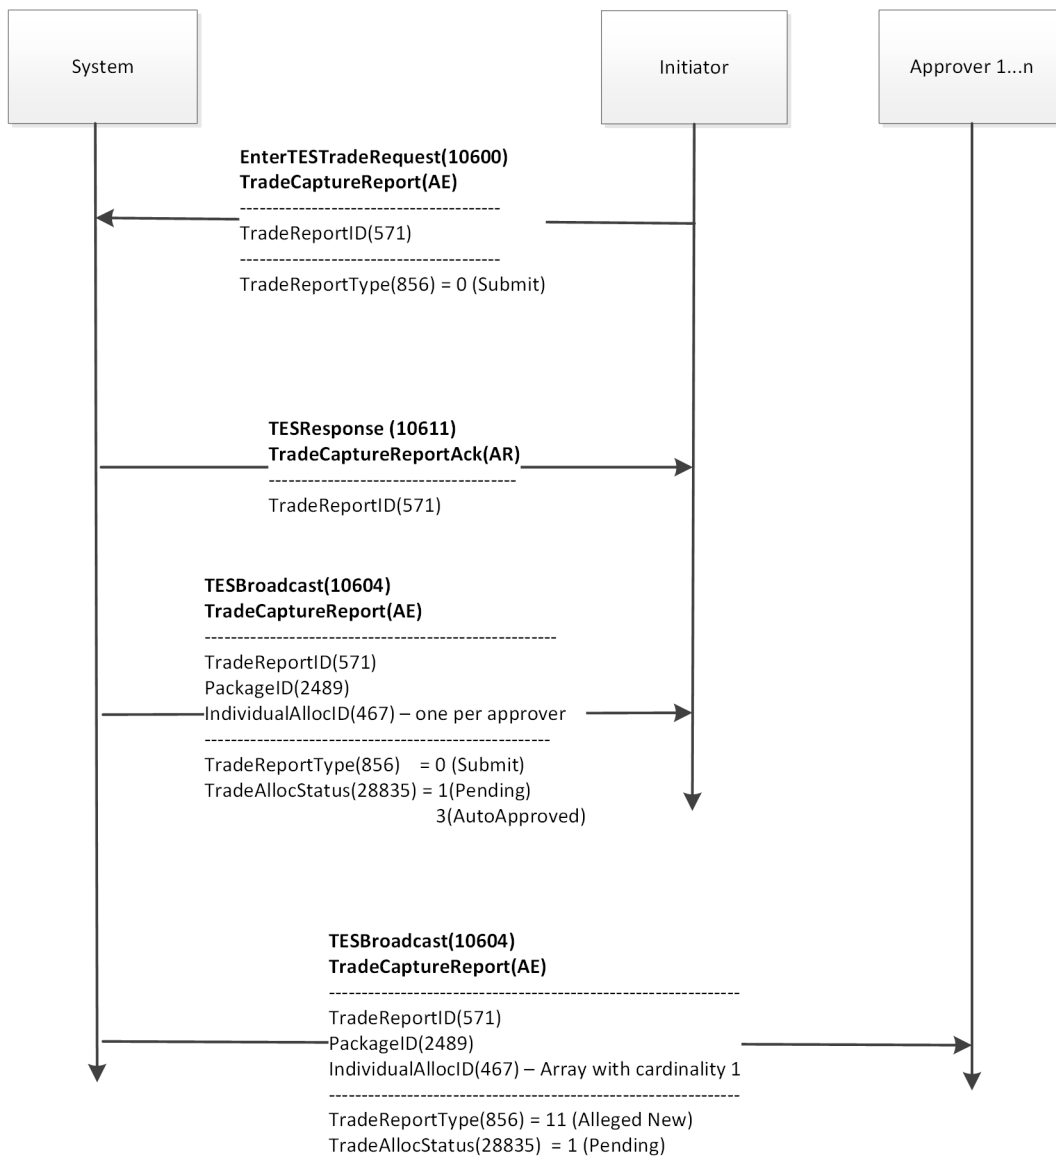 System
Initiator
Approver 1...n
EnterTESTradeRequest(10600)
TradeCaptureReport(AE)
----------------------------------------
TradeReportID(571)
----------------------------------------
TradeReportType(856) = 0 (Submit)
TESResponse (10611)
TradeCaptureReportAck(AR)
--------------------------------------
TradeReportID(571)
TESBroadcast(10604)
TradeCaptureReport(AE)
------------------------------------------------------
TradeReportID(571)
PackageID(2489)
IndividualAllocID(467) – one per approver
-----------------------------------------------------
TradeReportType(856) = 0 (Submit)
TradeAllocStatus(28835) = 1(Pending)
3(AutoApproved)
TESBroadcast(10604)
TradeCaptureReport(AE)
---------------------------------------------------------------
TradeReportID(571)
PackageID(2489)
IndividualAllocID(467) – Array with cardinality 1
---------------------------------------------------------------
TradeReportType(856) = 11 (Alleged New)
TradeAllocStatus(28835) = 1 (Pending)